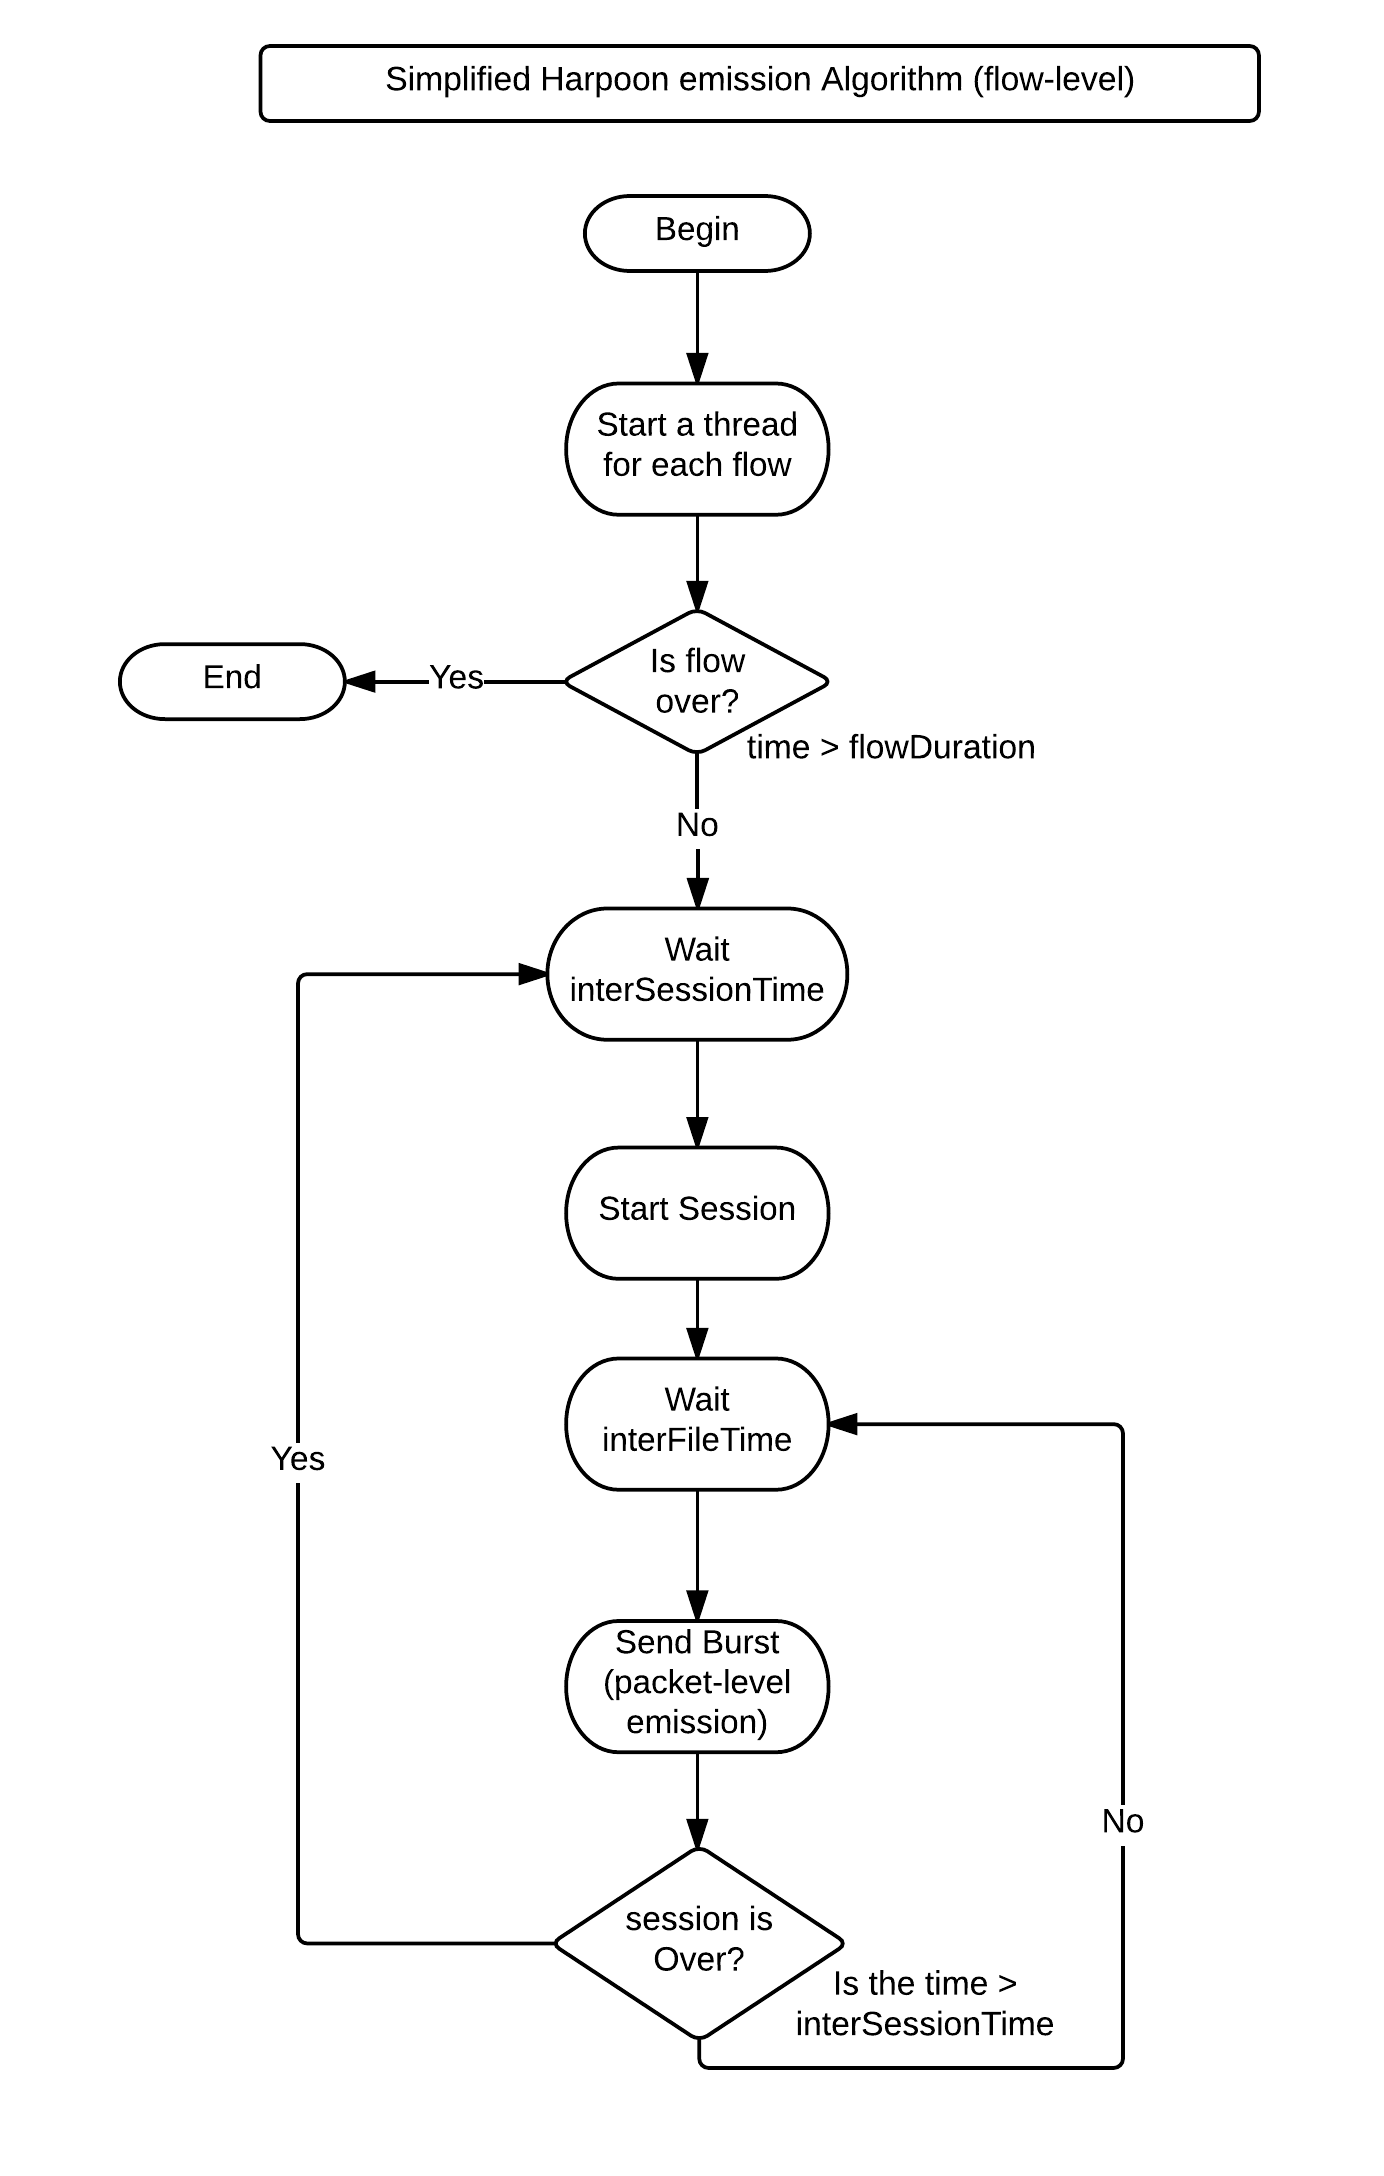 Simplified Harpoon emission Algorithm (flow-level)
Begin
Start a thread
for each flow
Is flow
over?
Yes
End
time > flowDuration
No
Wait
interSessionTime
Start Session
Wait
interFileTime
Yes
Send Burst
(packet-level
emission)
No
session is
Over?
Is the time >
interSessionTime